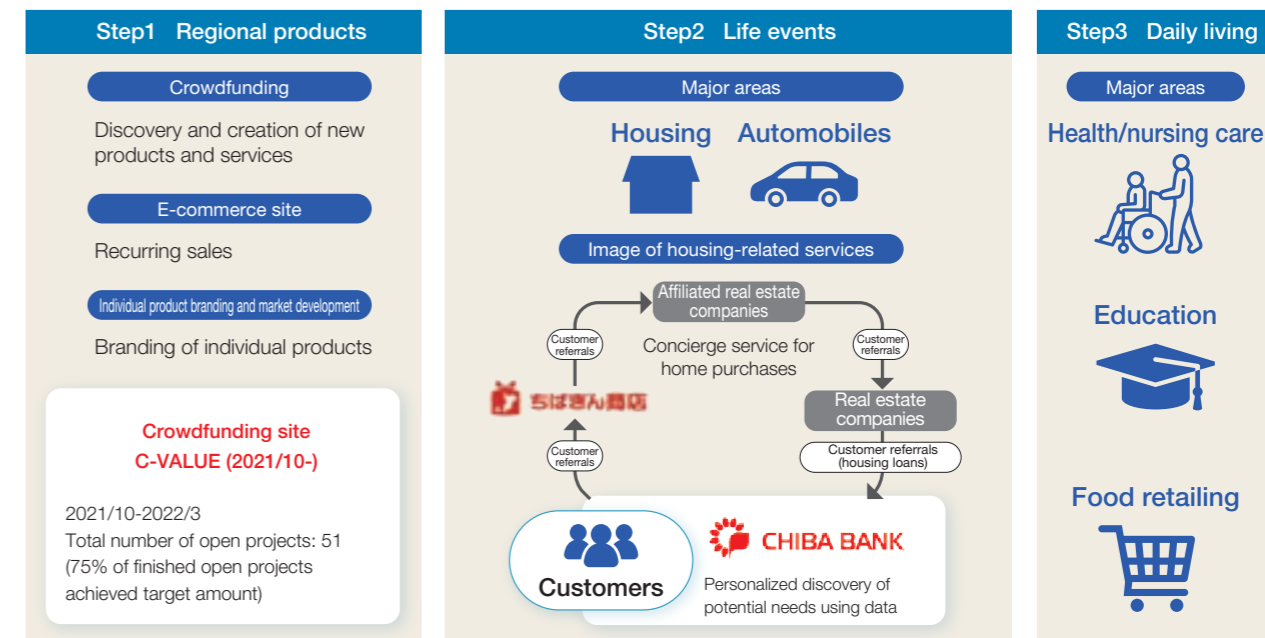 Step1 Regional products
Crowdfunding
Discovery and creation of new
products and services
E-commerce site
Recurring sales
Individual product branding and market development
Branding of individual products
Crowdfunding site
C-VALUE (2021/10-)
2021/10-2022/3
Total number of open projects: 51
(75% of finished open projects
achieved target amount)
Step2 Life events
Major areas
Housing
Automobiles
Image of housing-related services
Affiliated real estate
companies
Customer
referrals
Concierge service for
home purchases
Customer
referrals
ちばぎん商店
Real estate
companies
Customer
referrals
Customer referrals
(housing loans)
Customers
CHIBA BANK
Personalized discovery of
potential needs using data
Step3 Daily living
Major areas
Health/nursing care
Education
Food retailing